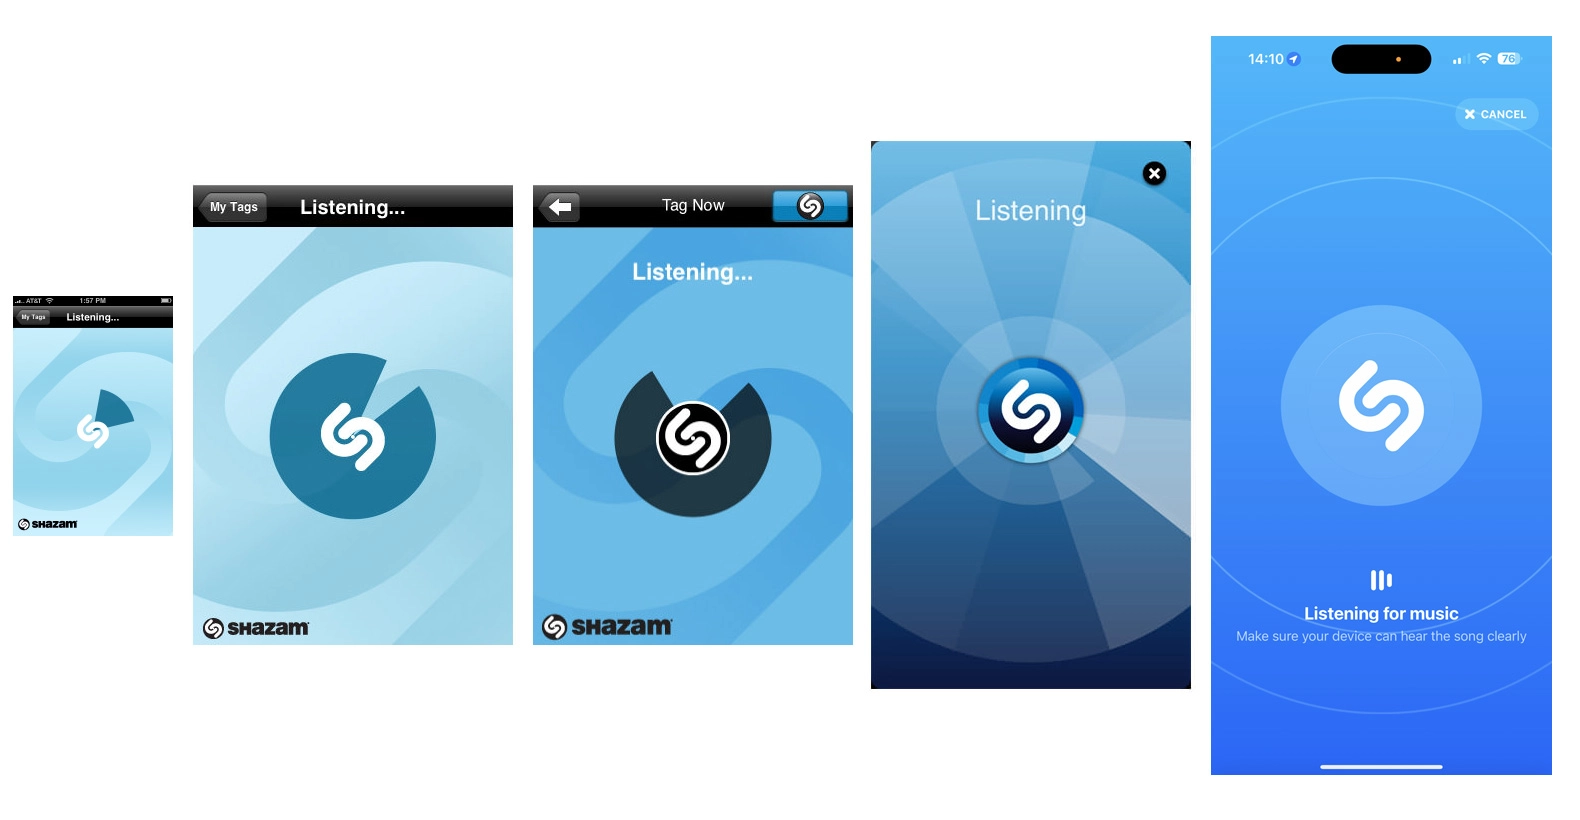 AT&T 1:57 PM
My Tags Listening...
SHAZAM
My Tags Listening...
SHAZAM
Tag Now
Listening...
SHAZAM
Listening
14:10 76
CANCEL
Listening for music
Make sure your device can hear the song clearly